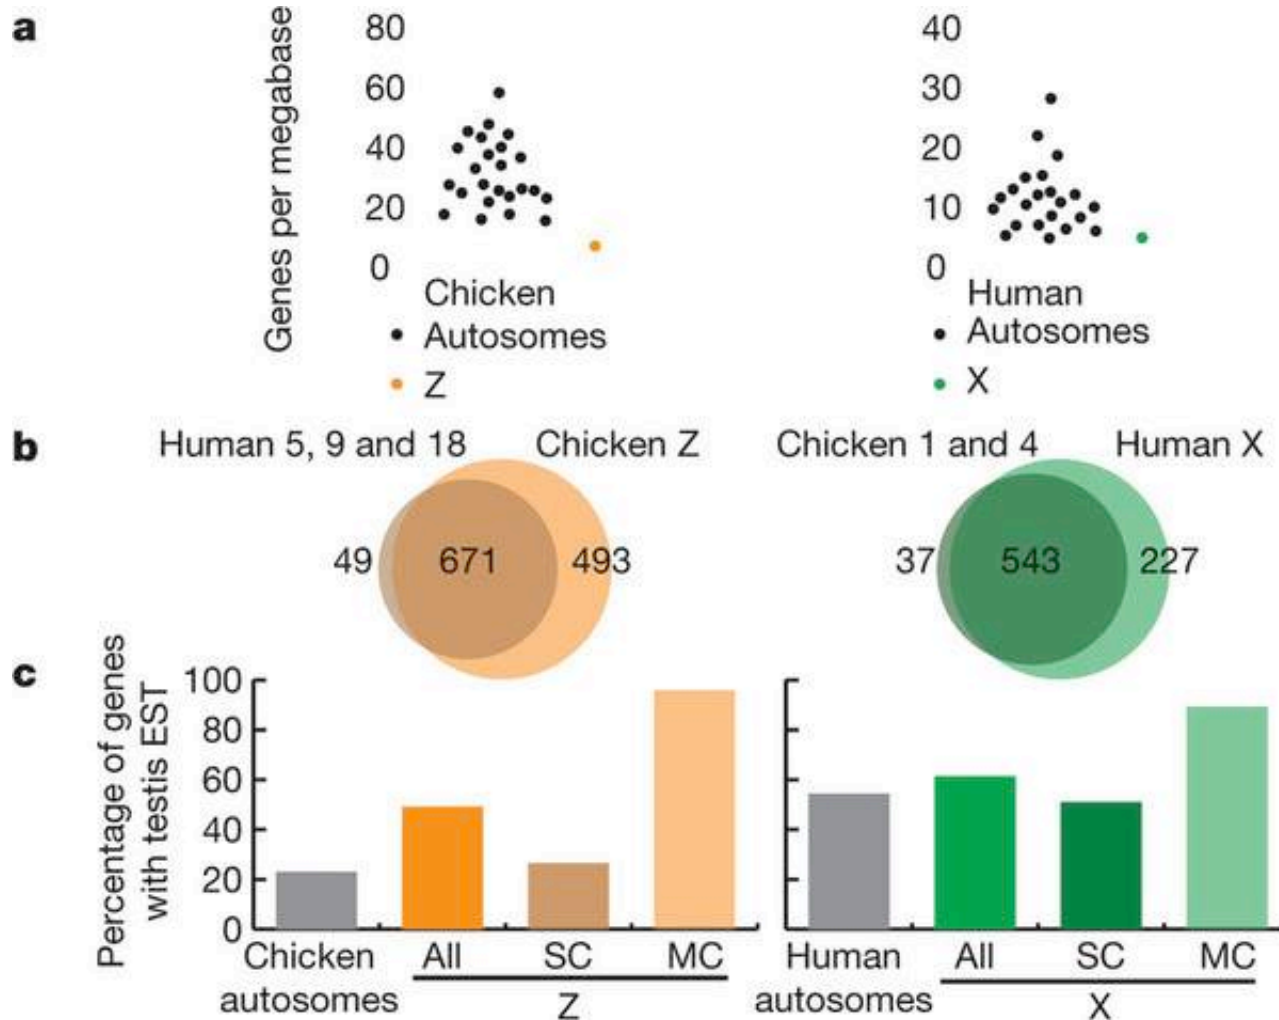 a
Genes per megabase
80
60
40
20
0
Chicken
Autosomes
Z
40
30
20
10
0
Human
Autosomes
X
b
Human 5, 9 and 18
Chicken Z
49
671
493
Chicken 1 and 4
Human X
37
543
227
c
Percentage of genes
with testis EST
100
80
60
40
20
0
Chicken
autosomes
All
SC
MC
Z
Human
autosomes
All
SC
MC
X